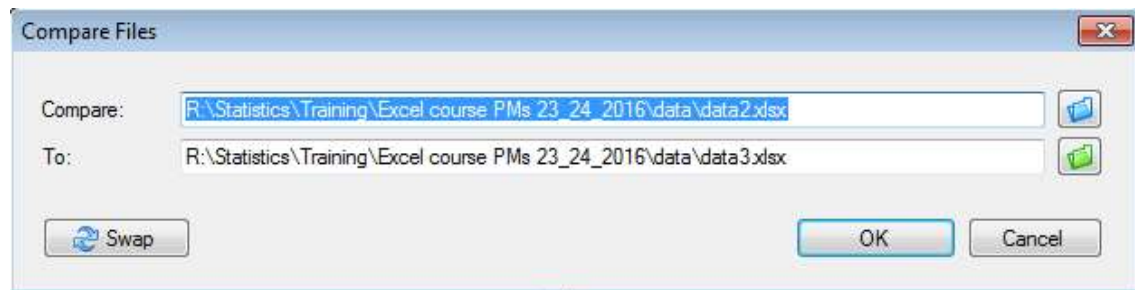 Compare Files
Compare: R:\Statistics\Training\Excel course PMs 23_24_2016\data\data2.xlsx
To: R:\Statistics\Training\Excel course PMs 23_24_2016\data\data3.xlsx
Swap OK Cancel